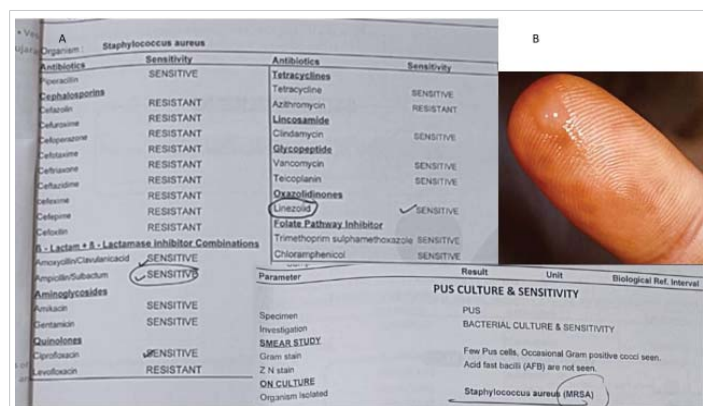 A
B
Organism : Staphylococcus aureus
Antibiotics Sensitivity
Piperacillin SENSITIVE
Cephalosporins
Cefazolin RESISTANT
Cefuroxime RESISTANT
Cefoperazone RESISTANT
Cefotaxime RESISTANT
Ceftriaxone RESISTANT
Ceftazidime RESISTANT
cefexime RESISTANT
Cefepime RESISTANT
Cefoxitin RESISTANT
ß - Lactam + ß - Lactamase inhibitor Combinations
Amoxycillin/Clavulanicacid SENSITIVE
Ampicillin/Subactum SENSITIVE
Aminoglycosides
Amikacin SENSITIVE
Gentamicin SENSITIVE
Quinolones
Ciprofloxacin SENSITIVE
Levofloxacin RESISTANT
Antibiotics Sensitivity
Tetracyclines
Tetracycline SENSITIVE
Azithromycin RESISTANT
Lincosamide
Clindamycin SENSITIVE
Glycopeptide
Vancomycin SENSITIVE
Teicoplanin SENSITIVE
Oxazolidinones
Linezolid SENSITIVE
Folate Pathway Inhibitor
Trimethoprim sulphamethoxazole SENSITIVE
Chloramphenicol SENSITIVE
Parameter Result Unit Biological Ref. Interval
PUS CULTURE & SENSITIVITY
Specimen PUS
Investigation BACTERIAL CULTURE & SENSITIVITY
SMEAR STUDY
Gram stain Few Pus cells, Occasional Gram positive cocci seen.
Z N stain Acid fast bacilli (AFB) are not seen.
ON CULTURE
Organism Isolated Staphylococcus aureus (MRSA)